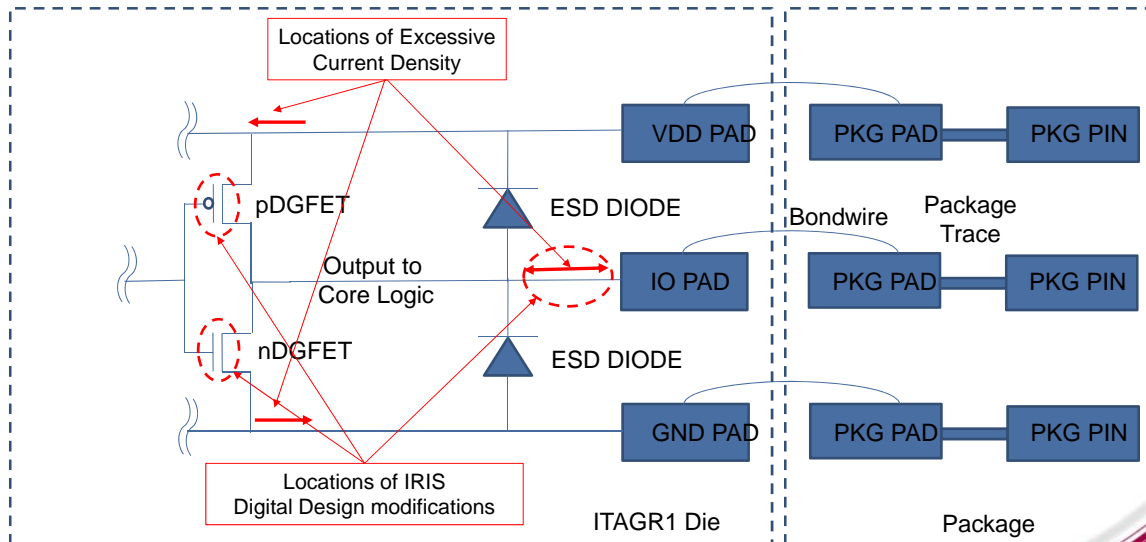 Locations of Excessive
Current Density
VDD PAD
PKG PAD
PKG PIN
pDGFET
ESD DIODE
Bondwire
Package
Trace
Output to
Core Logic
IO PAD
PKG PAD
PKG PIN
nDGFET
ESD DIODE
GND PAD
PKG PAD
PKG PIN
Locations of IRIS
Digital Design modifications
ITAGR1 Die
Package